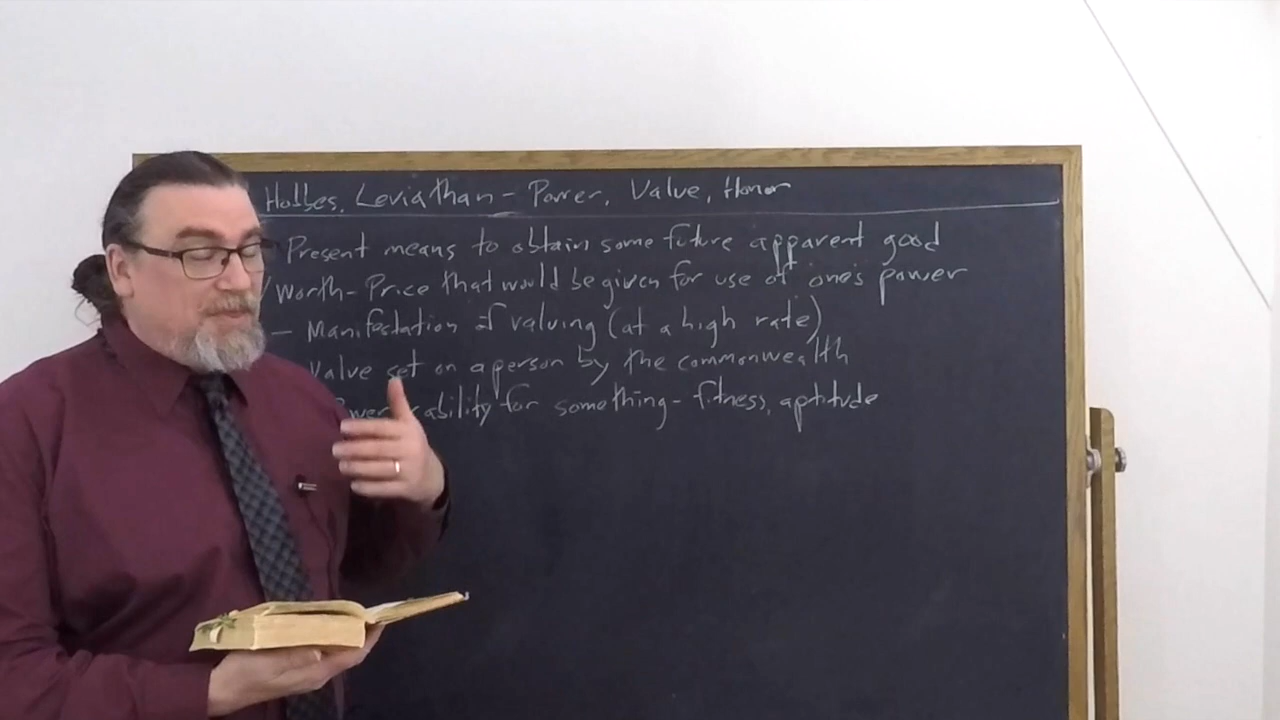 Hobbes, Leviathan - Power, Value, Honor
Present means to obtain some future apparent good
/Worth - Price that would be given for use of one's power
- Manifestation of valuing (at a high rate)
Value set on a person by the commonwealth
ability for something - fitness, aptitude